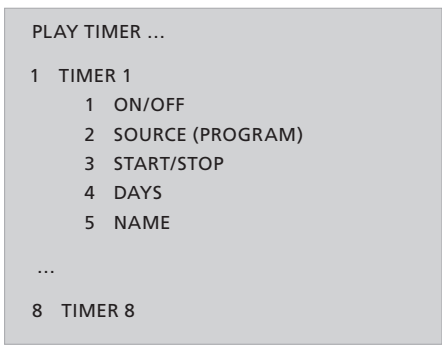 PLAY TIMER ...
1 TIMER 1
1 ON/OFF
2 SOURCE (PROGRAM)
3 START/STOP
4 DAYS
5 NAME
...
8 TIMER 8